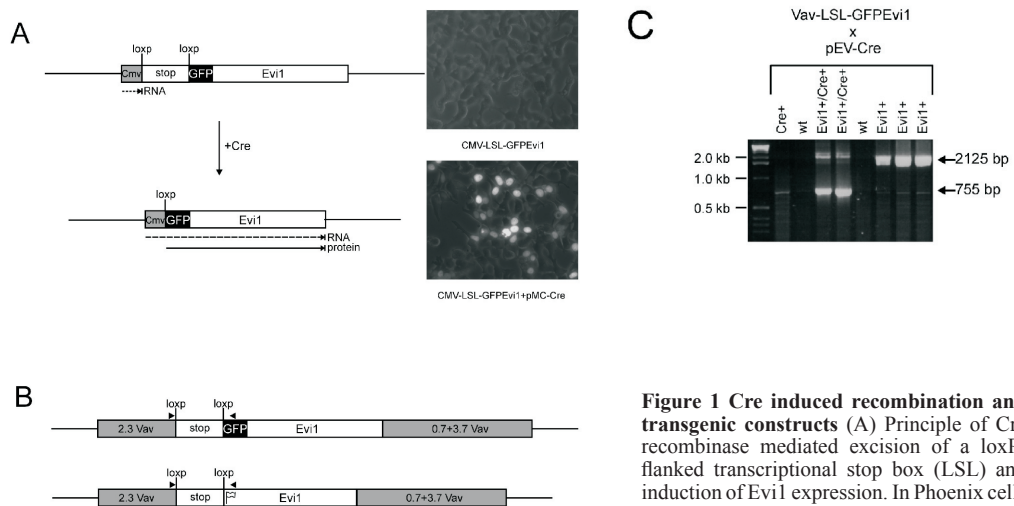 A
loxp loxp
Cmv stop GFP Evi1
RNA
+Cre
loxp
Cmv GFP Evi1
RNA
protein
CMV-LSL-GFPEvi1
CMV-LSL-GFPEvi1+pMC-Cre
C
Vav-LSL-GFPEvi1
x
pEV-Cre
Cre+ wt Evi1+/Cre+ Evi1+/Cre+ wt Evi1+ Evi1+ Evi1+
2.0 kb
1.0 kb
0.5 kb
2125 bp
755 bp
B
loxp loxp
2.3 Vav stop GFP Evi1 0.7+3.7 Vav
loxp loxp
2.3 Vav stop Evi1 0.7+3.7 Vav
Figure 1 Cre induced recombination an
transgenic constructs (A) Principle of Cr
recombinase mediated excision of a loxP
flanked transcriptional stop box (LSL) an
induction of Evi1 expression. In Phoenix cell